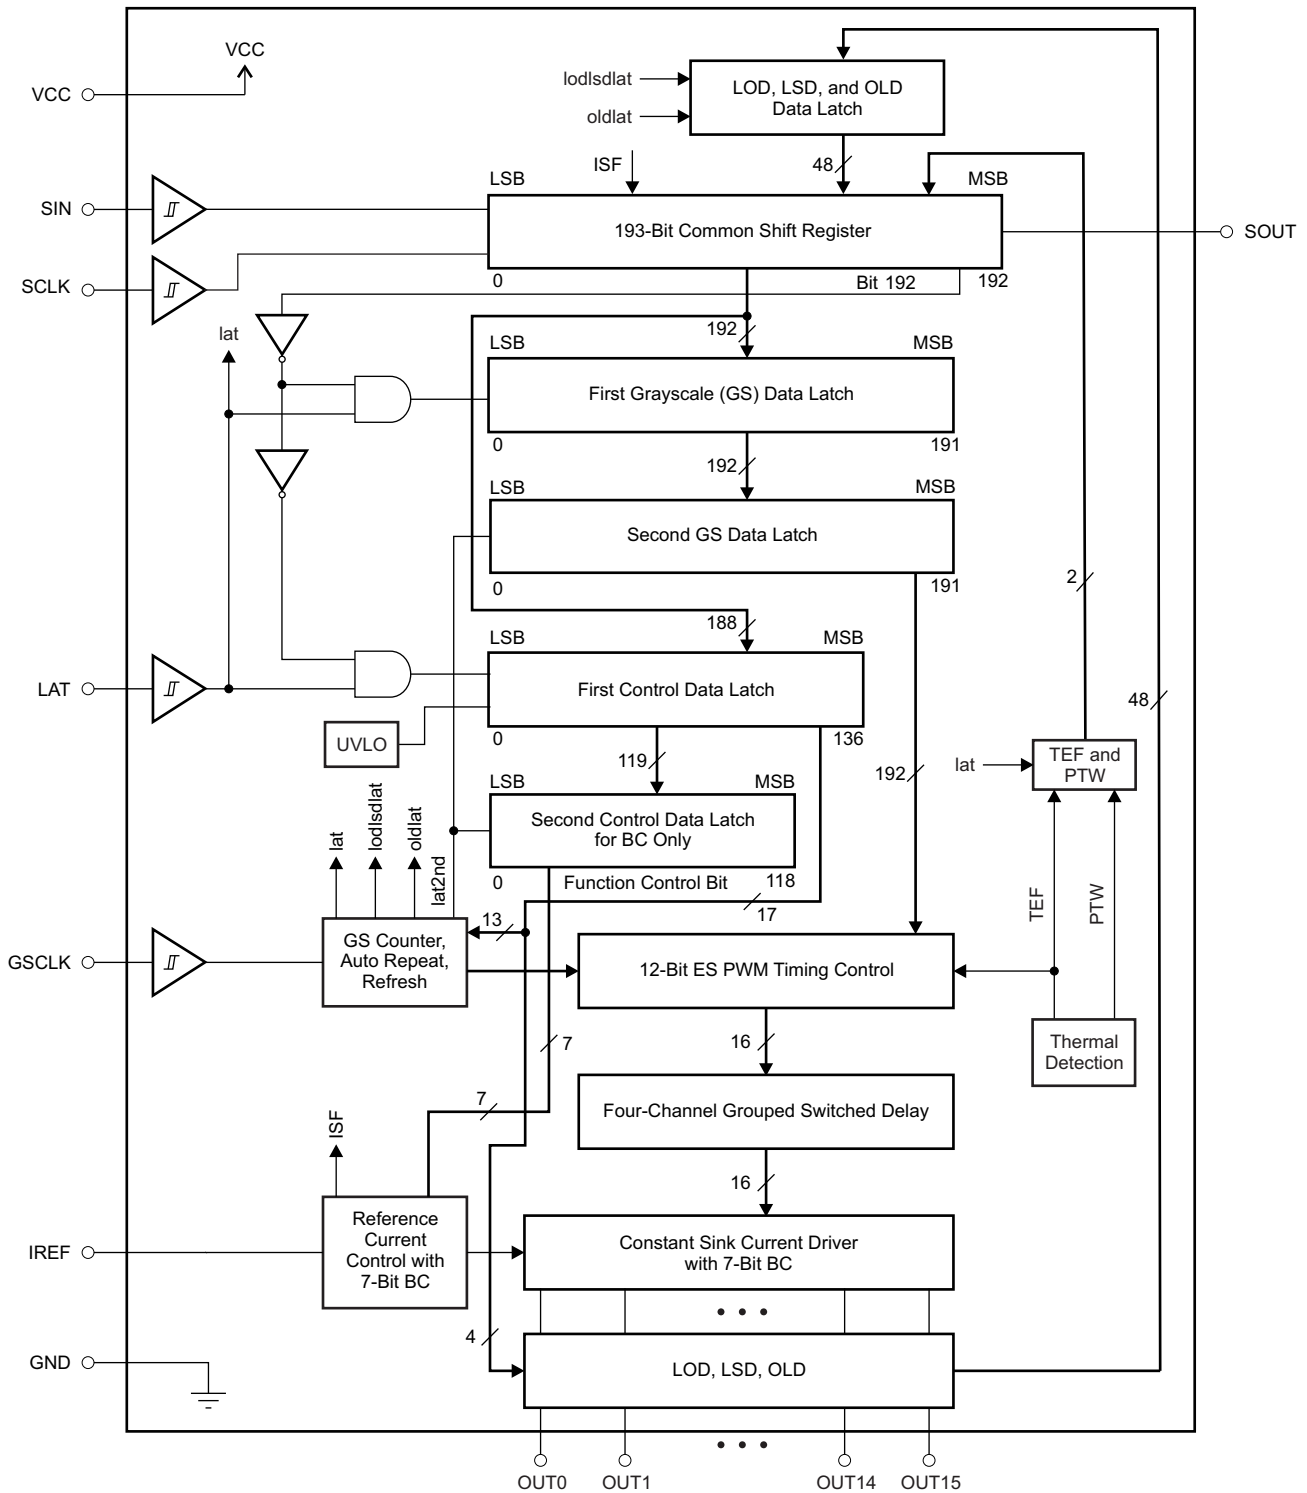 VCC
VCC
lodlsdlat
oldlat
LOD, LSD, and OLD
Data Latch
ISF
48
LSB
MSB
SIN
193-Bit Common Shift Register
SOUT
SCLK
0
Bit 192
192
lat
192
LSB
MSB
First Grayscale (GS) Data Latch
0
191
192
LSB
MSB
Second GS Data Latch
0
191
2
188
LSB
MSB
LAT
First Control Data Latch
48
UVLO
0
136
119
192
lat
TEF and
PTW
LSB
MSB
lat
lodlsdlat
oldlat
lat2nd
Second Control Data Latch
for BC Only
0
Function Control Bit
118
17
13
TEF
PTW
GSCLK
GS Counter,
Auto Repeat,
Refresh
12-Bit ES PWM Timing Control
7
16
Thermal
Detection
7
ISF
Four-Channel Grouped Switched Delay
16
IREF
Reference
Current
Control with
7-Bit BC
Constant Sink Current Driver
with 7-Bit BC
4
GND
LOD, LSD, OLD
OUT0
OUT1
OUT14
OUT15